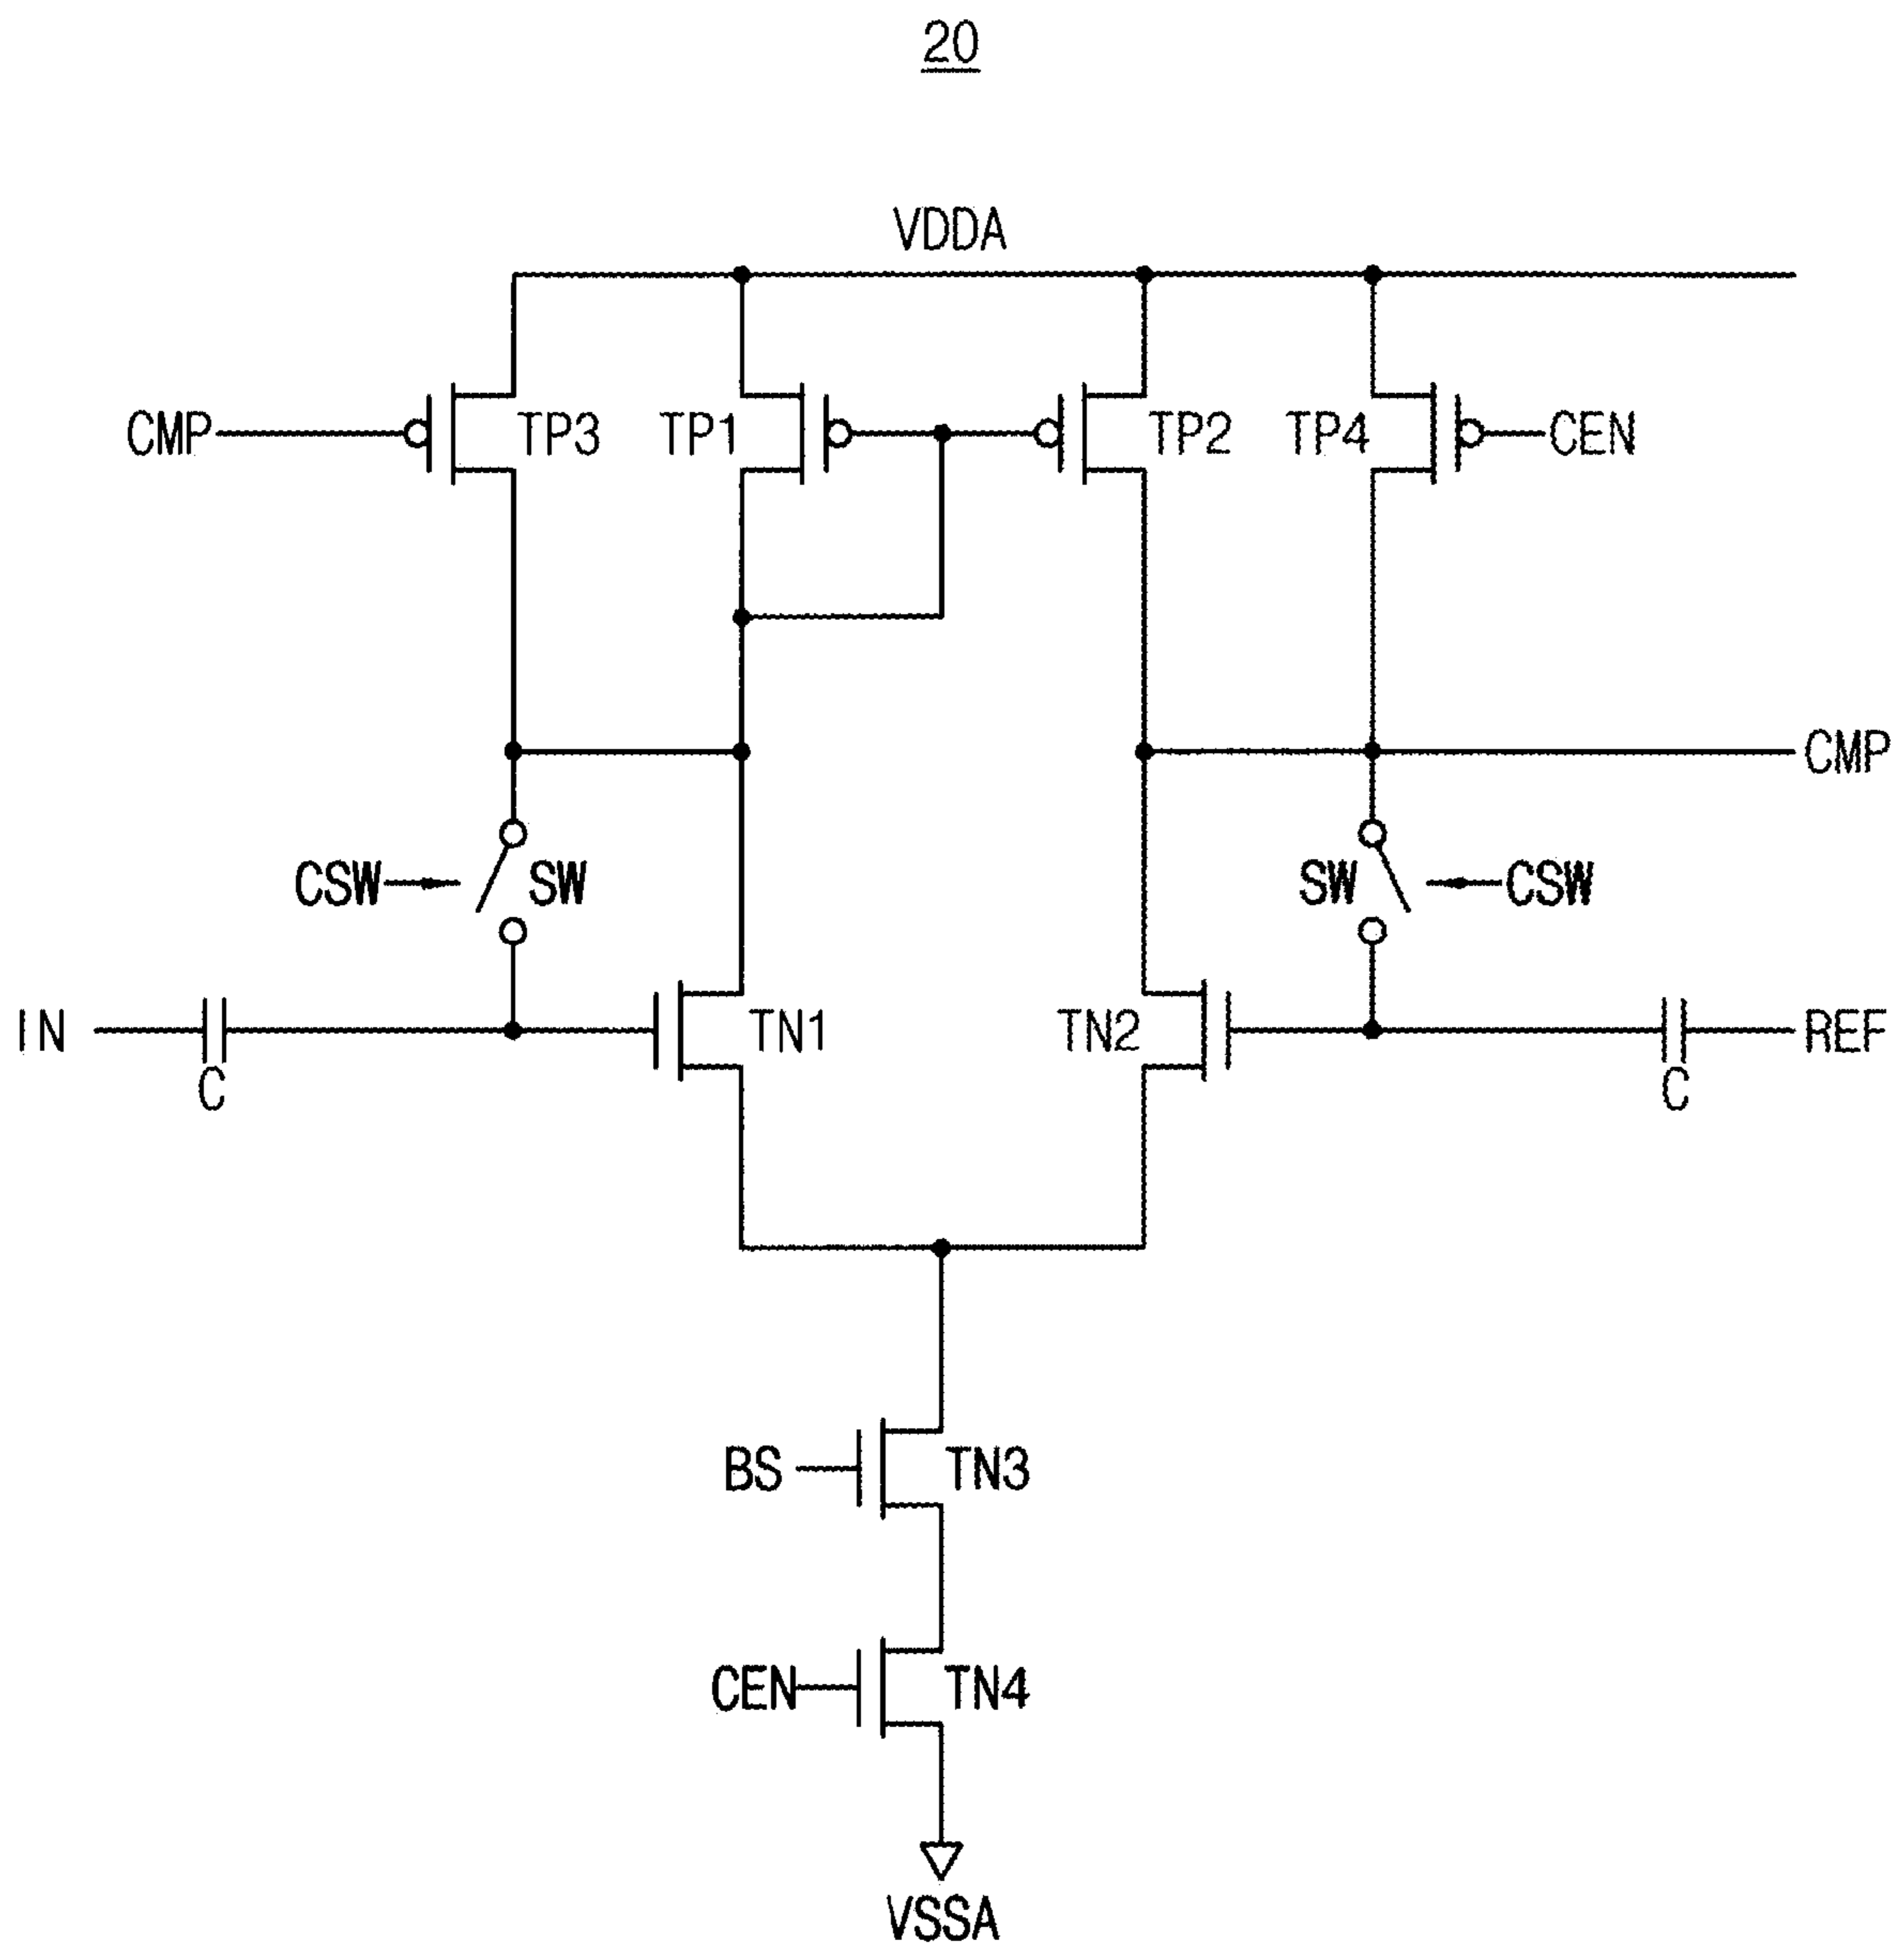 20
VDDA
CMP TP3 TP1 TP2 TP4 CEN
CMP
CSW SW SW CSW
IN TN1 TN2 REF
C C
BS TN3
CEN TN4
VSSA